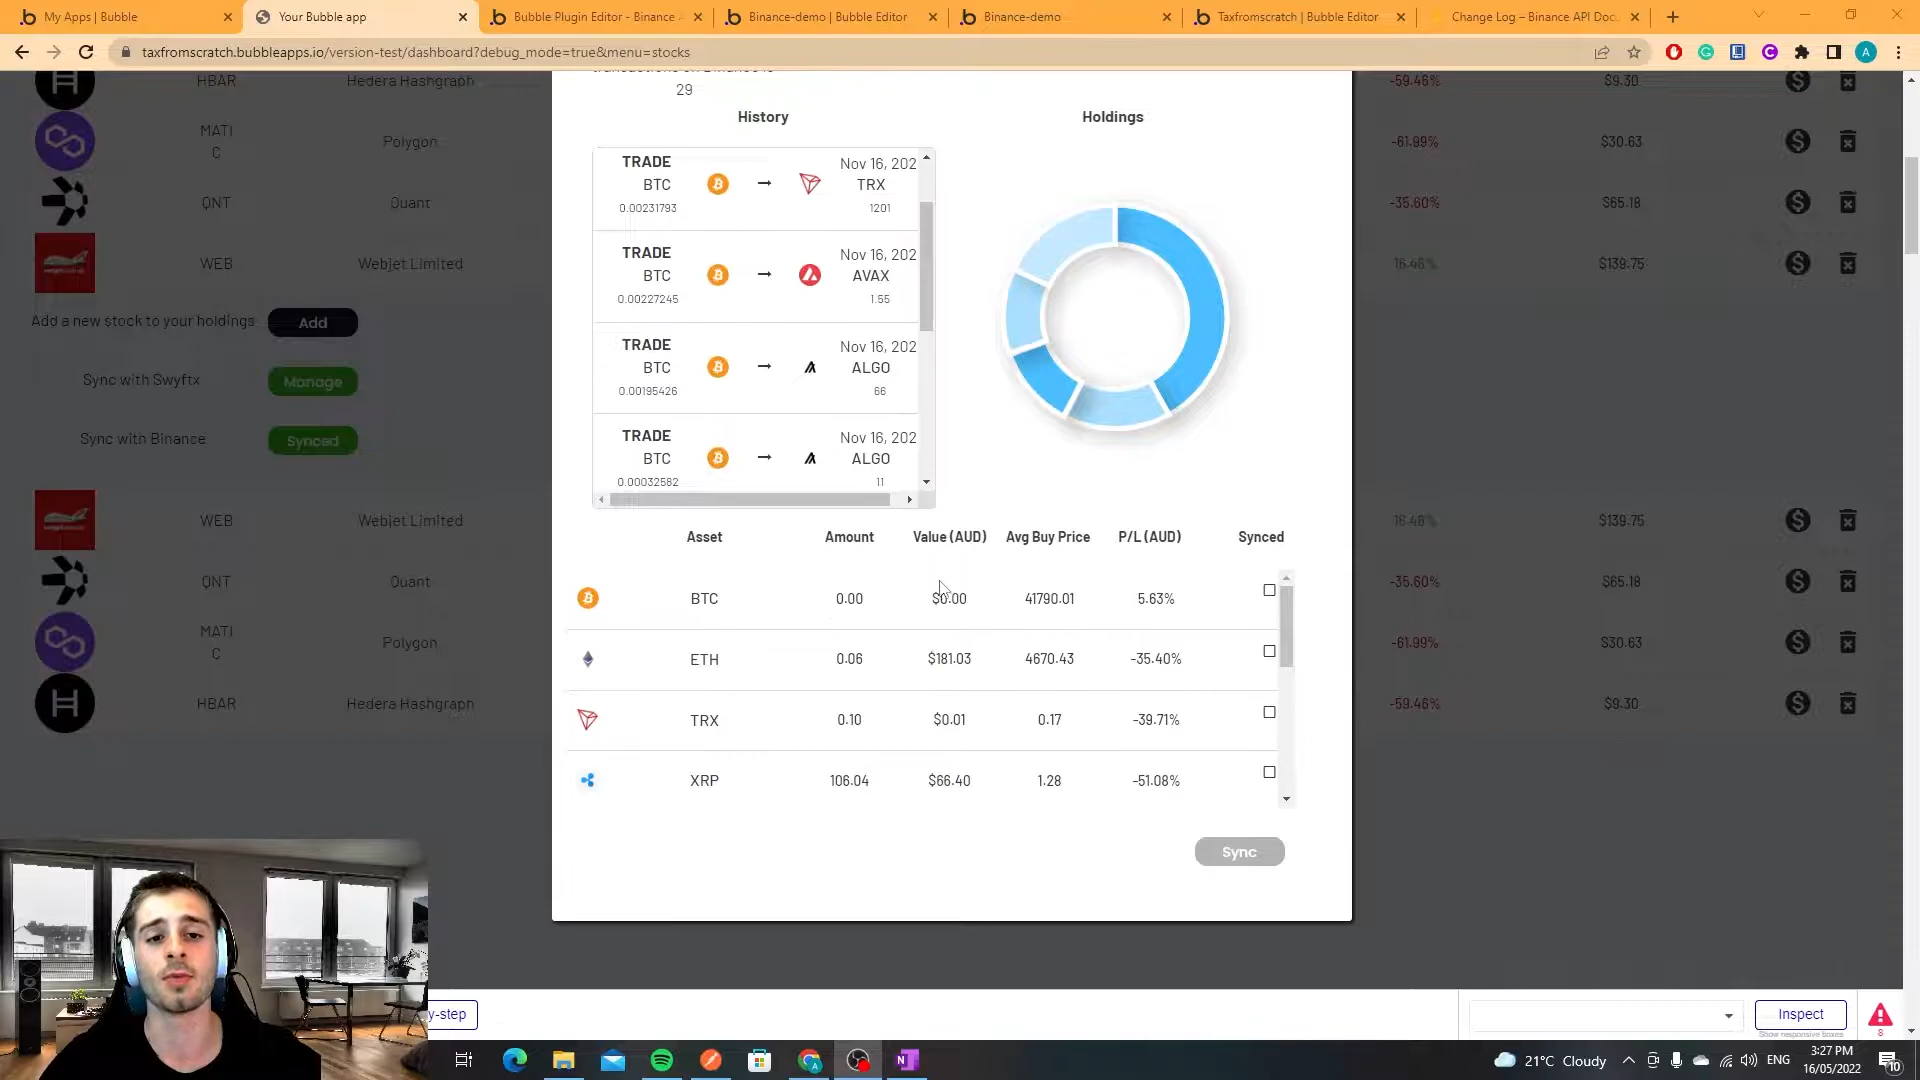 My Apps | Bubble
Your Bubble app
Bubble Plugin Editor - Binance
Binance-demo | Bubble Editor
Binance-demo
Taxfromscratch | Bubble Editor
Change Log – Binance API Doc
taxfromscratch.bubbleapps.io/version-test/dashboard?debug_mode=true&menu=stocks
A
HBAR Hedera Hashgraph -59.46% $9.30
29
History Holdings
MATI
C
Polygon -61.99% $30.63
QNT Quant -35.60% $65.18
WEB Webjet Limited 16.46% $139.75
TRADE Nov 16, 202
BTC → TRX
0.00231793 1201
TRADE Nov 16, 202
BTC → AVAX
0.00227245 1.55
TRADE Nov 16, 202
BTC → ALGO
0.00195426 66
TRADE Nov 16, 202
BTC → ALGO
0.00032582 11
Add a new stock to your holdings Add
Sync with Swyftx Manage
Sync with Binance Synced
WEB Webjet Limited 16.46% $139.75
QNT Quant -35.60% $65.18
MATI
C
Polygon -61.99% $30.63
HBAR Hedera Hashgraph -59.46% $9.30
Asset Amount Value (AUD) Avg Buy Price P/L (AUD) Synced
BTC 0.00 $0.00 41790.01 5.63%
ETH 0.06 $181.03 4670.43 -35.40%
TRX 0.10 $0.01 0.17 -39.71%
XRP 106.04 $66.40 1.28 -51.08%
Sync
y-step
Inspect
Show responsive boxes
8
21°C Cloudy
ENG
3:27 PM
16/05/2022
10